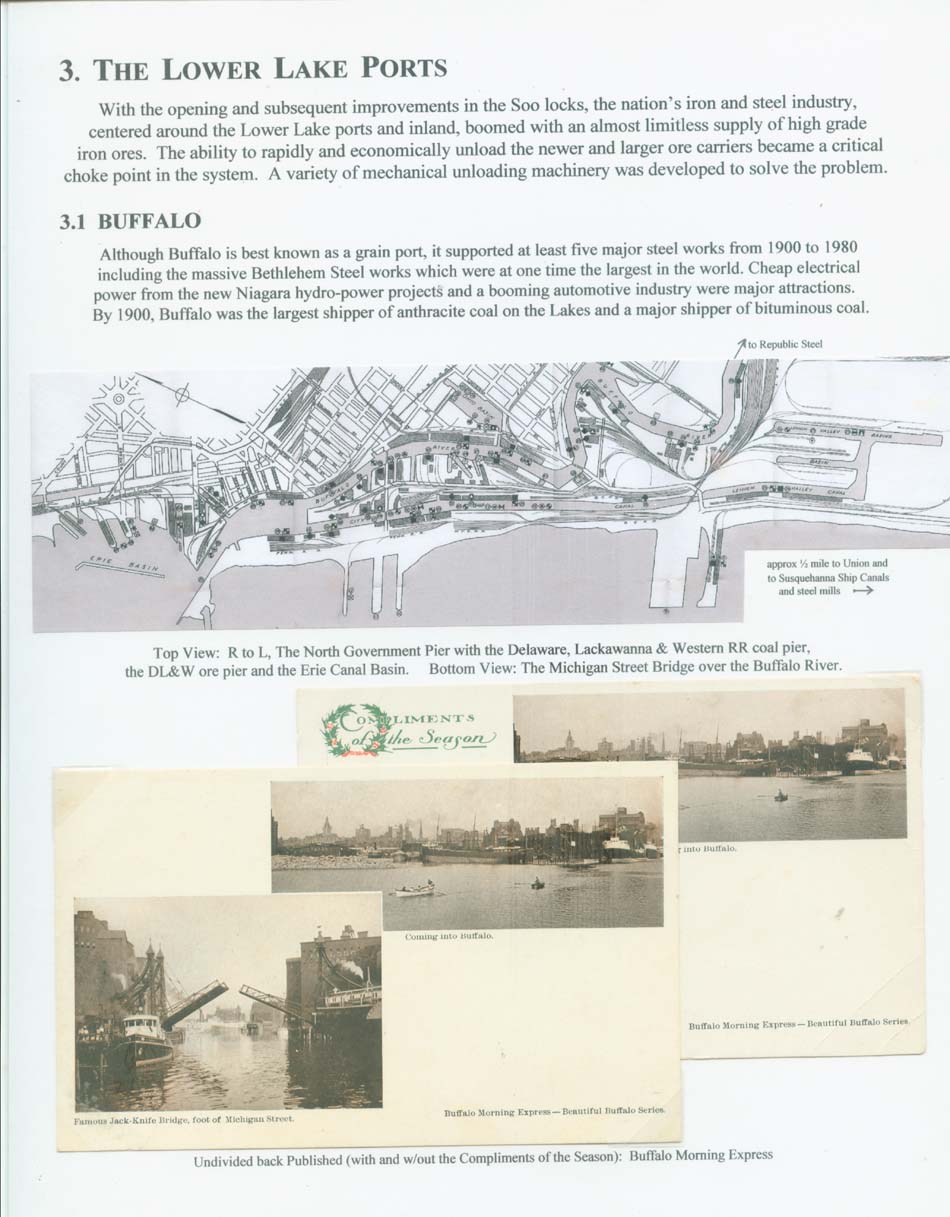 3. THE LOWER LAKE PORTS
With the opening and subsequent improvements in the Soo locks, the nation's iron and steel industry,
centered around the Lower Lake ports and inland, boomed with an almost limitless supply of high grade
iron ores. The ability to rapidly and economically unload the newer and larger ore carriers became a critical
choke point in the system. A variety of mechanical unloading machinery was developed to solve the problem.
3.1 BUFFALO
Although Buffalo is best known as a grain port, it supported at least five major steel works from 1900 to 1980
including the massive Bethlehem Steel works which were at one time the largest in the world. Cheap electrical
power from the new Niagara hydro-power projects and a booming automotive industry were major attractions.
By 1900, Buffalo was the largest shipper of anthracite coal on the Lakes and a major shipper of bituminous coal.
to Republic Steel
BUFFALO
RIVER
VALLEY BASINS
BASIN
BUFFALO
RIVER
CITY
CANAL
LEHIGH VALLEY CANAL
ERIE BASIN
approx ½ mile to Union and
to Susquehanna Ship Canals
and steel mills
Top View: R to L, The North Government Pier with the Delaware, Lackawanna & Western RR coal pier,
the DL&W ore pier and the Erie Canal Basin. Bottom View: The Michigan Street Bridge over the Buffalo River.
COMPLIMENTS
of the Season
into Buffalo.
Coming into Buffalo.
Buffalo Morning Express—Beautiful Buffalo Series.
Famous Jack-Knife Bridge, foot of Michigan Street.
Buffalo Morning Express—Beautiful Buffalo Series.
Undivided back Published (with and w/out the Compliments of the Season): Buffalo Morning Express